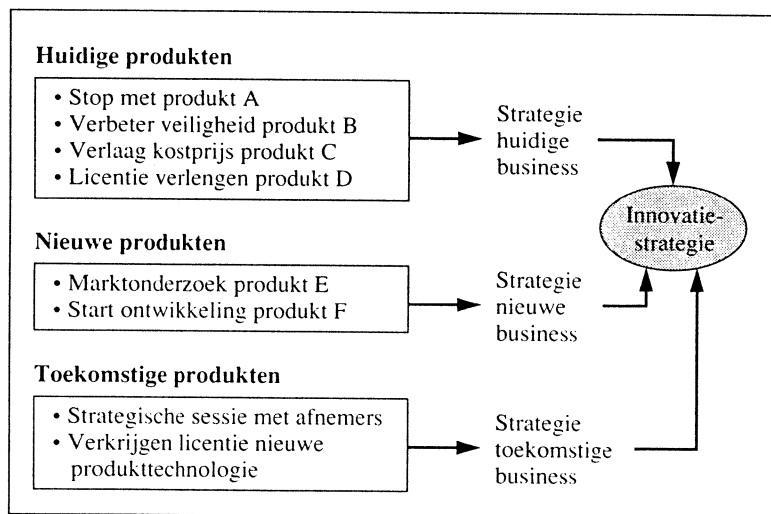 Huidige produkten
• Stop met produkt A
• Verbeter veiligheid produkt B
• Verlaag kostprijs produkt C
• Licentie verlengen produkt D
Strategie
huidige
business
Innovatie-
strategie
Nieuwe produkten
• Marktonderzoek produkt E
• Start ontwikkeling produkt F
Strategie
nieuwe
business
Toekomstige produkten
• Strategische sessie met afnemers
• Verkrijgen licentie nieuwe
produkttechnologie
Strategie
toekomstige
business